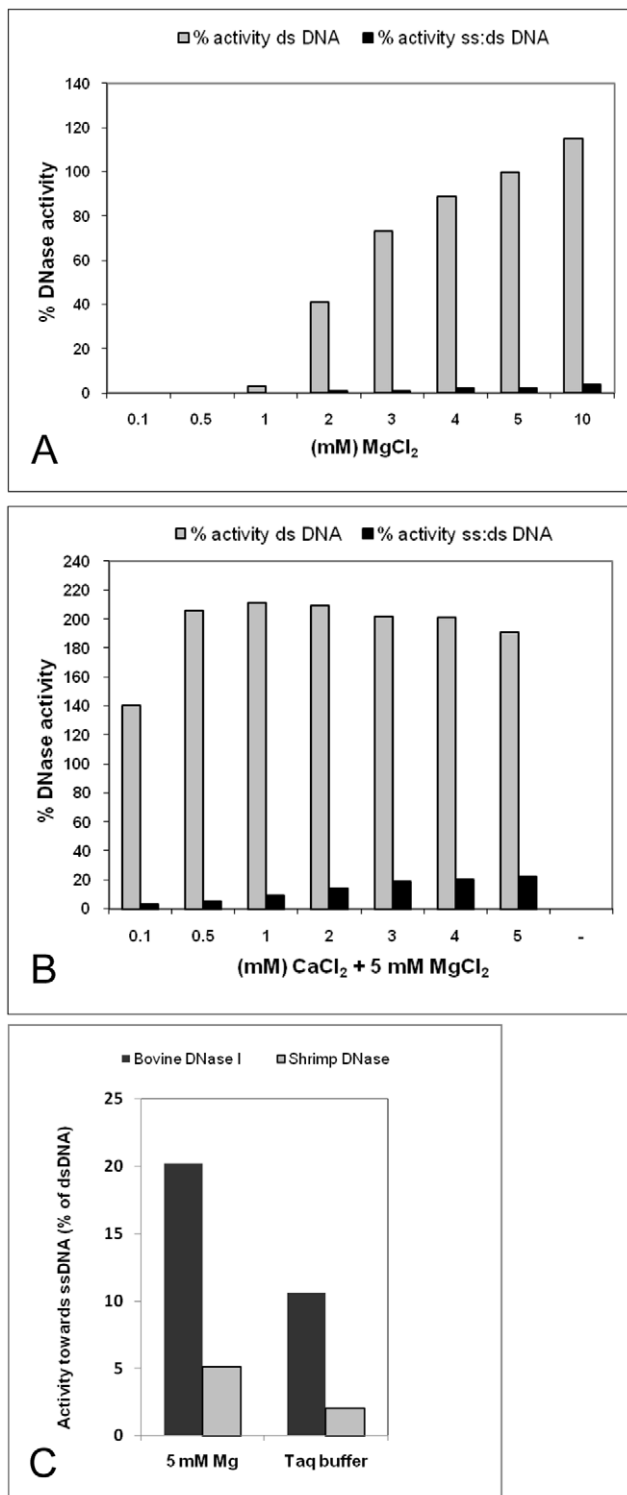 % activity ds DNA % activity ss:ds DNA
140
120
100
80
60
40
20
0
% DNase activity
0.1 0.5 1 2 3 4 5 10
(mM) MgCl₂
A
% activity ds DNA % activity ss:ds DNA
240
220
200
180
160
140
120
100
80
60
40
20
0
% DNase activity
0.1 0.5 1 2 3 4 5 -
(mM) CaCl₂ + 5 mM MgCl₂
B
Bovine DNase I Shrimp DNase
25
20
15
10
5
0
Activity towards ssDNA (% of dsDNA)
5 mM Mg Taq buffer
C